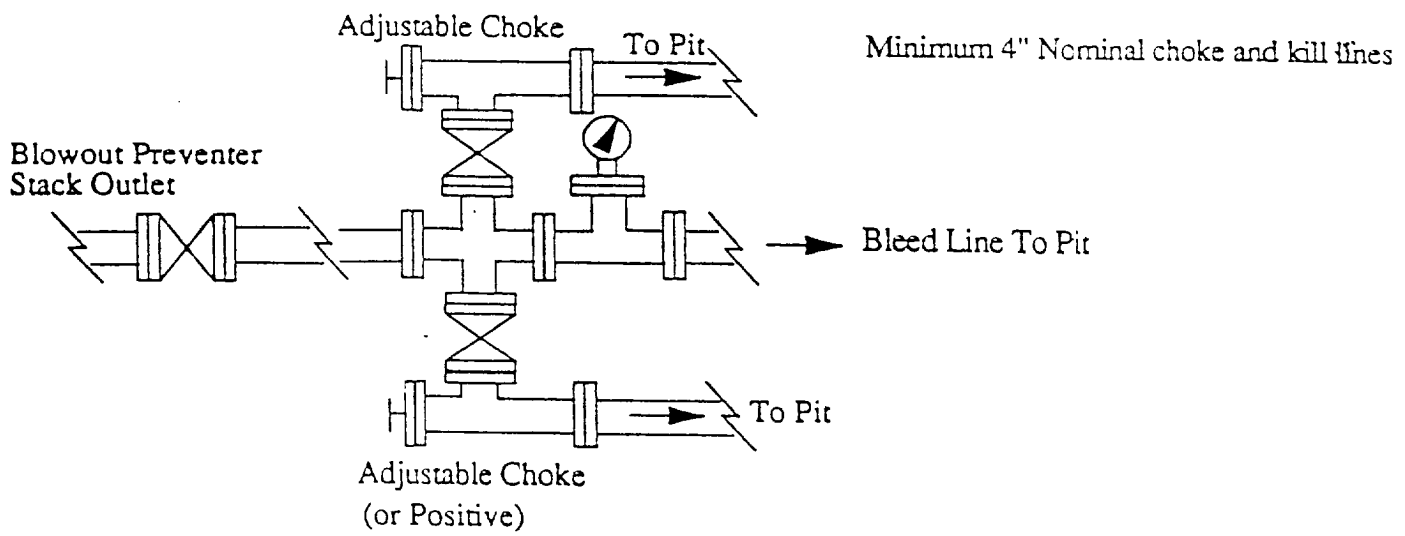 Adjustable Choke
To Pit
Minimum 4" Nominal choke and kill lines
Blowout Preventer
Stack Outlet
Bleed Line To Pit
To Pit
Adjustable Choke
(or Positive)